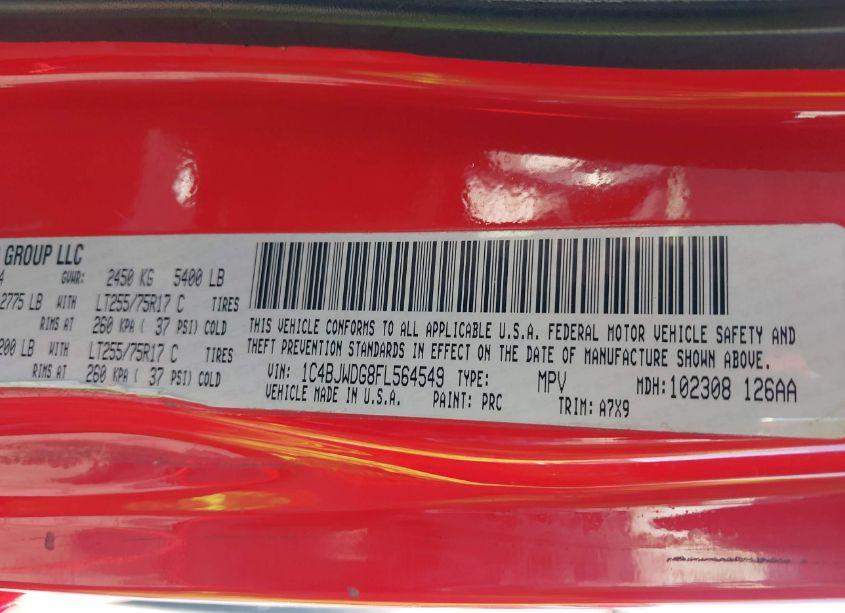 GROUP LLC
4 GVWR: 2450 KG 5400 LB
2775 LB WITH LT255/75R17 C TIRES
RIMS AT 260 KPA ( 37 PSI) COLD
200 LB WITH LT255/75R17 C TIRES
RIMS AT 260 KPA ( 37 PSI) COLD
THIS VEHICLE CONFORMS TO ALL APPLICABLE U.S.A. FEDERAL MOTOR VEHICLE SAFETY AND
THEFT PREVENTION STANDARDS IN EFFECT ON THE DATE OF MANUFACTURE SHOWN ABOVE.
VIN: 1C4BJWDG8FL564549 TYPE: MPV MDH: 102308 126AA
VEHICLE MADE IN U.S.A. PAINT: PRC TRIM: A7X9